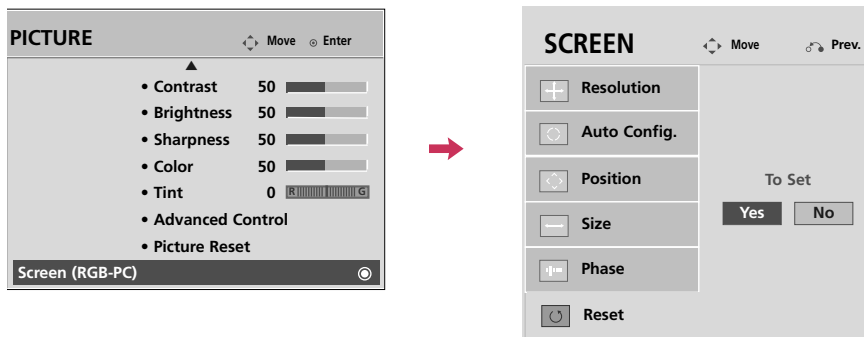 PICTURE Move Enter
• Contrast 50
• Brightness 50
• Sharpness 50
• Color 50
• Tint 0 R G
• Advanced Control
• Picture Reset
Screen (RGB-PC)
SCREEN Move Prev.
Resolution
Auto Config.
Position
Size
Phase
Reset
To Set
Yes No